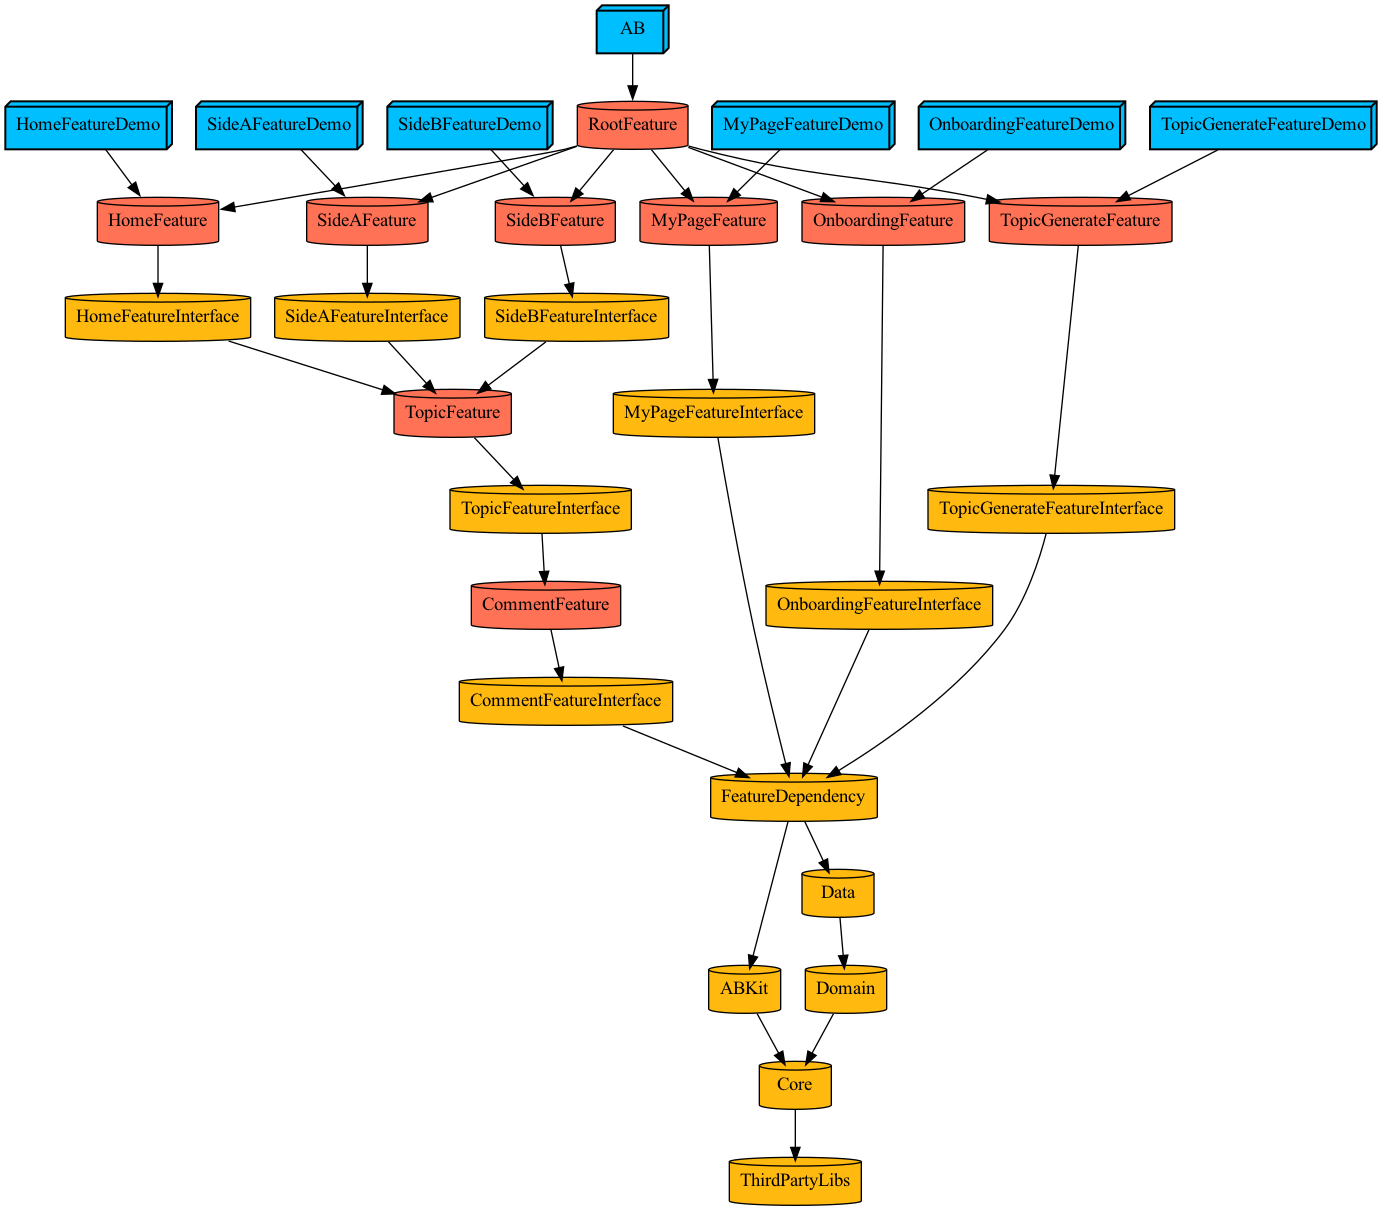 AB
HomeFeatureDemo
SideAFeatureDemo
SideBFeatureDemo
RootFeature
MyPageFeatureDemo
OnboardingFeatureDemo
TopicGenerateFeatureDemo
HomeFeature
SideAFeature
SideBFeature
MyPageFeature
OnboardingFeature
TopicGenerateFeature
HomeFeatureInterface
SideAFeatureInterface
SideBFeatureInterface
TopicFeature
MyPageFeatureInterface
TopicFeatureInterface
TopicGenerateFeatureInterface
CommentFeature
OnboardingFeatureInterface
CommentFeatureInterface
FeatureDependency
Data
ABKit
Domain
Core
ThirdPartyLibs